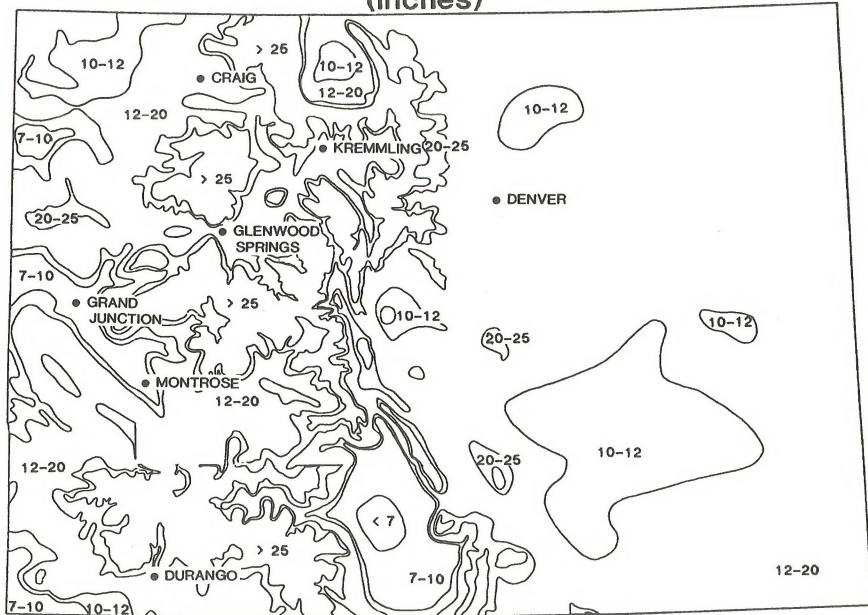 (inches)
> 25
10-12
10-12
CRAIG
12-20
10-12
12-20
7-10
KREMMLING
20-25
> 25
DENVER
20-25
GLENWOOD
SPRINGS
7-10
GRAND
JUNCTION
> 25
10-12
10-12
20-25
MONTROSE
12-20
12-20
20-25
10-12
< 7
> 25
DURANGO
7-10
12-20
7-10
10-12